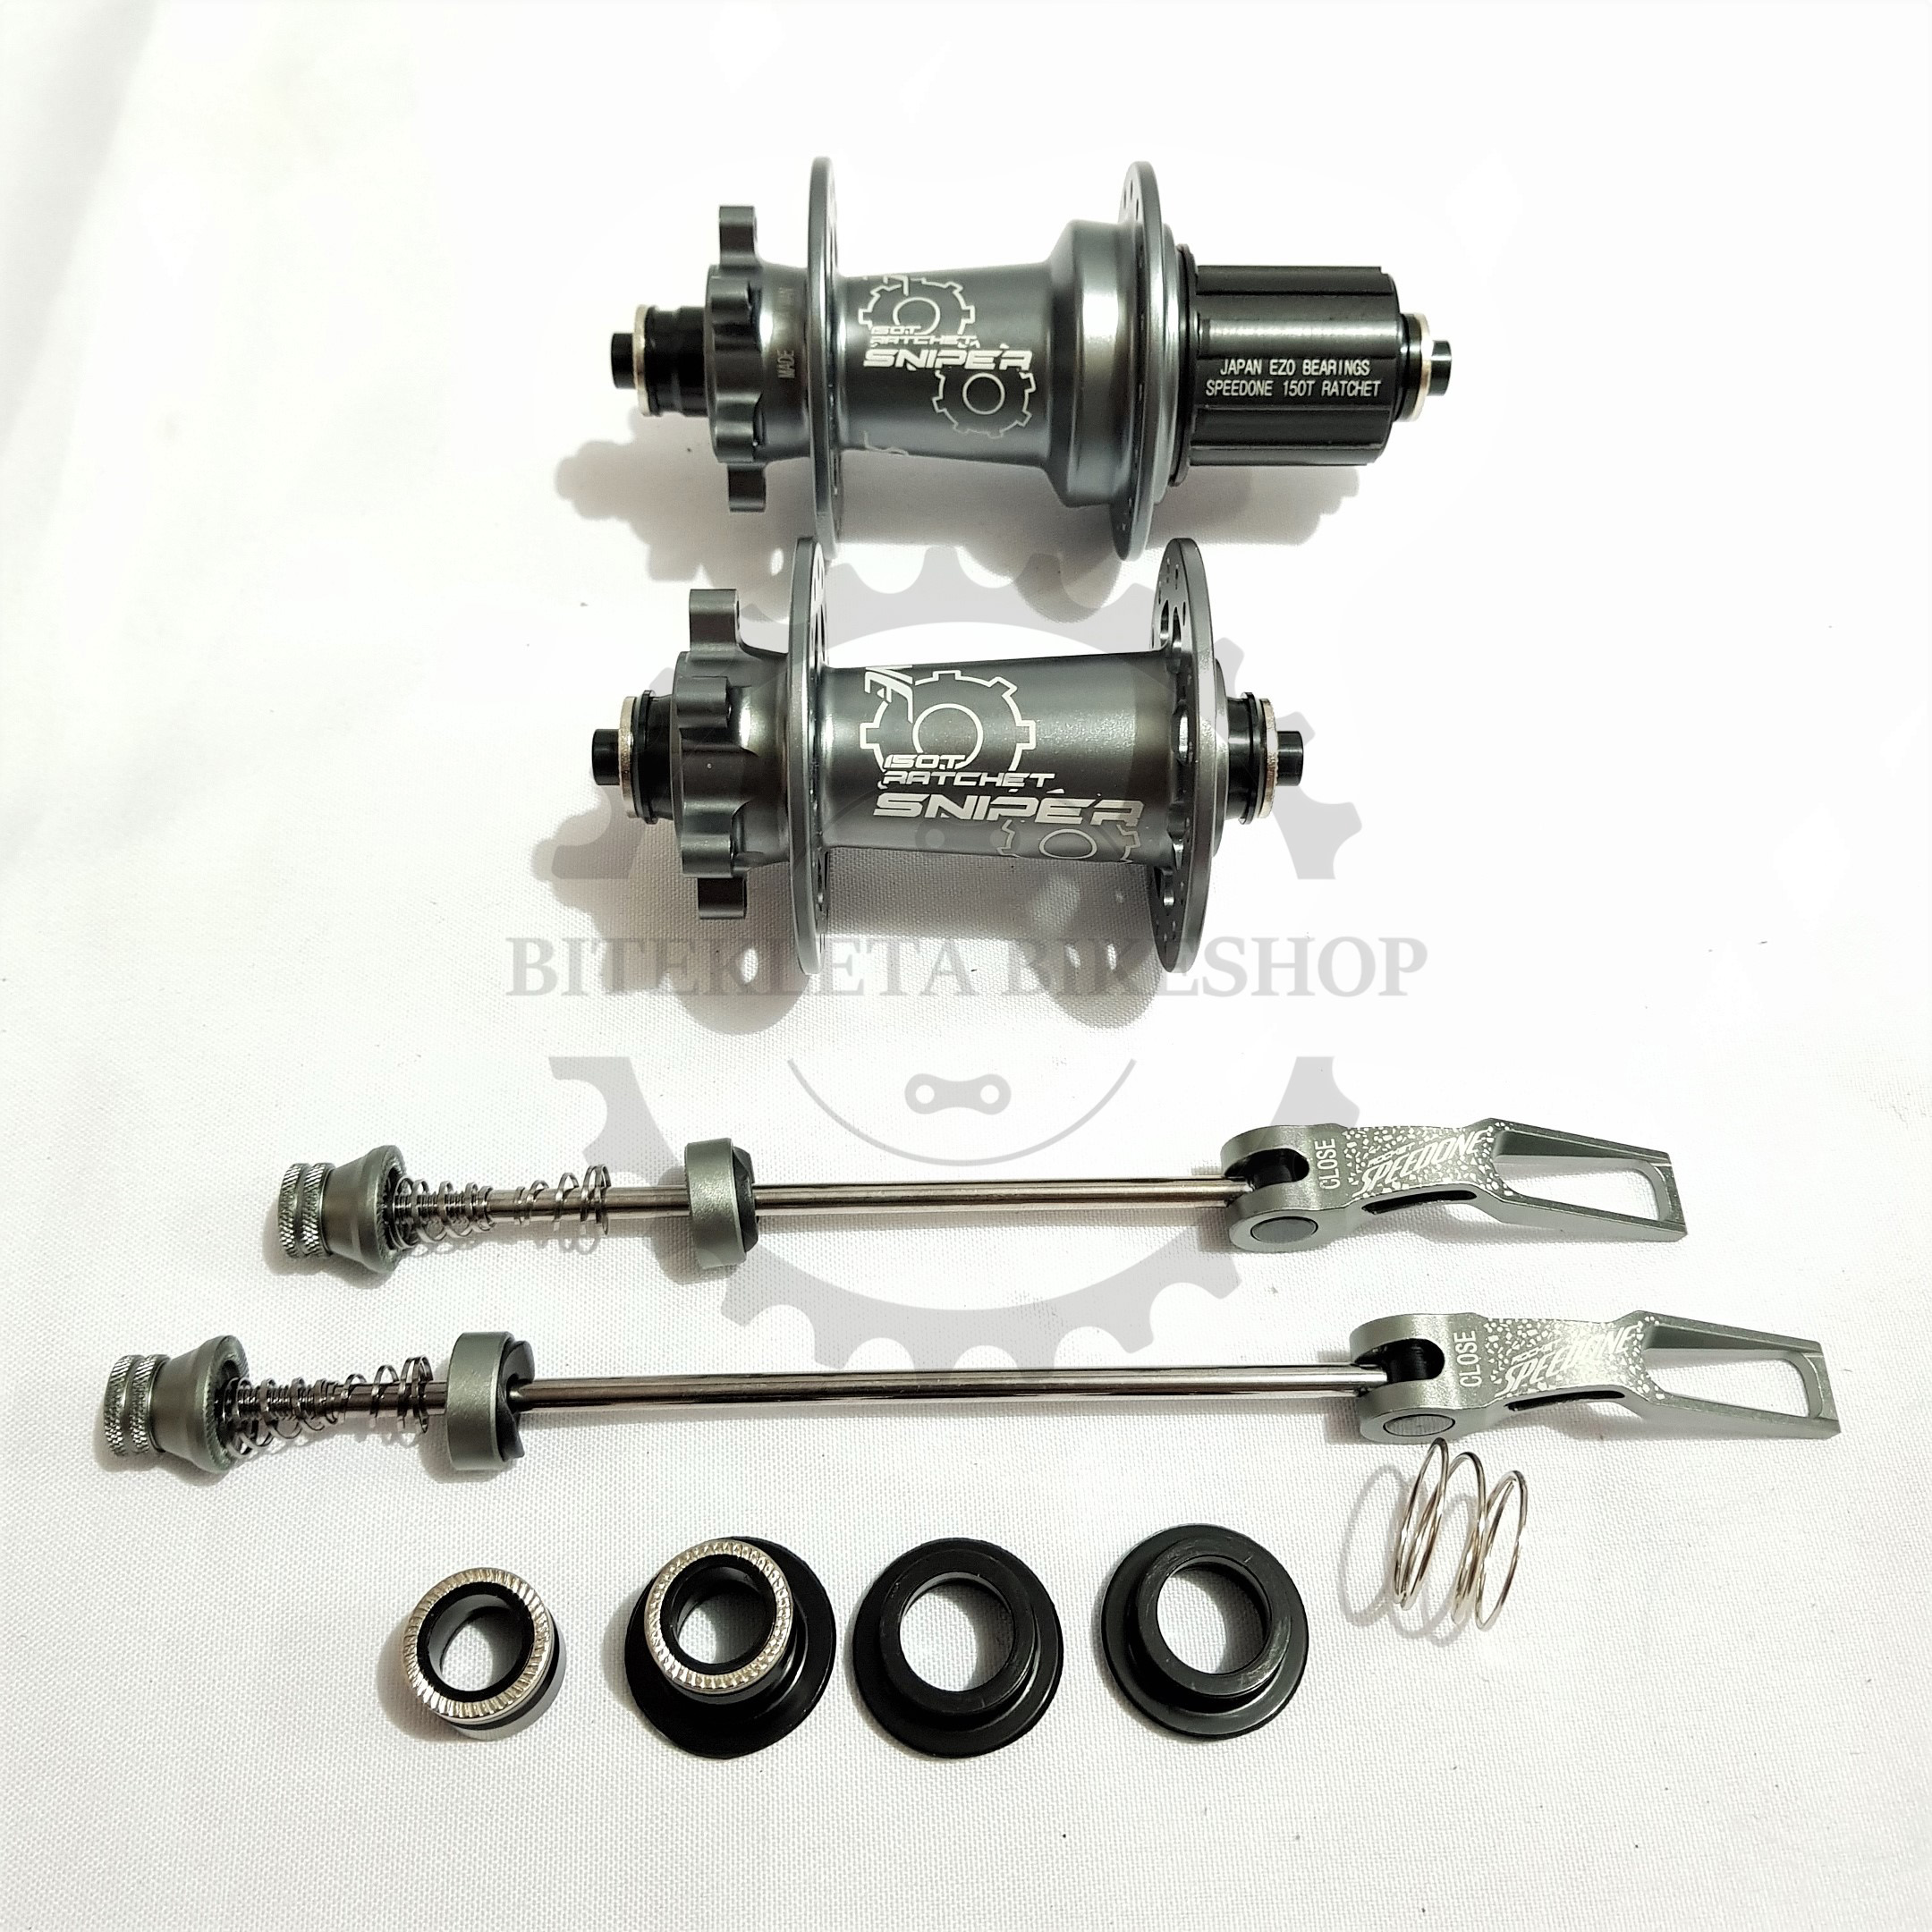 150T
RATCHET
SNIPER
MADE
JAPAN EZO BEARINGS
SPEEDONE 150T RATCHET
150T
RATCHET
SNIPER
BITEKLETA BIKESHOP
CLOSE
SPEEDONE
CLOSE
SPEEDONE